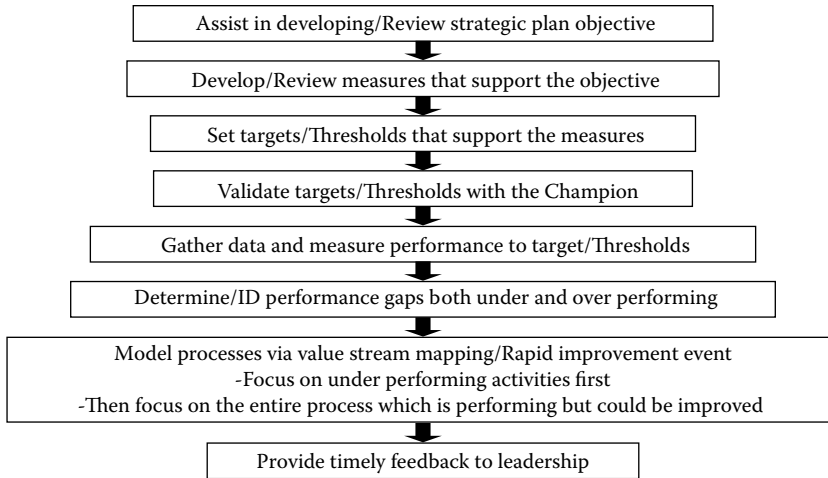 Assist in developing/Review strategic plan objective
Develop/Review measures that support the objective
Set targets/Thresholds that support the measures
Validate targets/Thresholds with the Champion
Gather data and measure performance to target/Thresholds
Determine/ID performance gaps both under and over performing
Model processes via value stream mapping/Rapid improvement event
-Focus on under performing activities first
-Then focus on the entire process which is performing but could be improved
Provide timely feedback to leadership